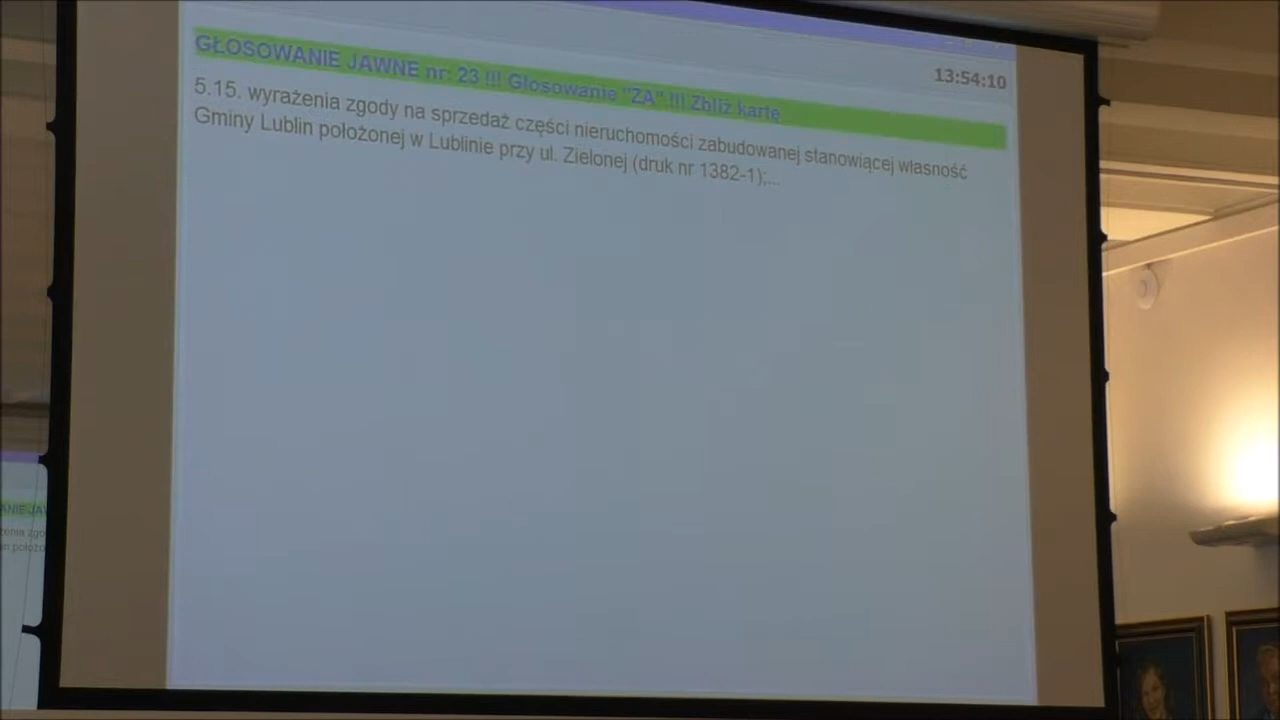 13:54:10
GŁOSOWANIE JAWNE nr: 23 !!! Głosowanie "ZA" !!! Zbliż kartę
5.15. wyrażenia zgody na sprzedaż części nieruchomości zabudowanej stanowiącej własność
Gminy Lublin położonej w Lublinie przy ul. Zielonej (druk nr 1382-1);...